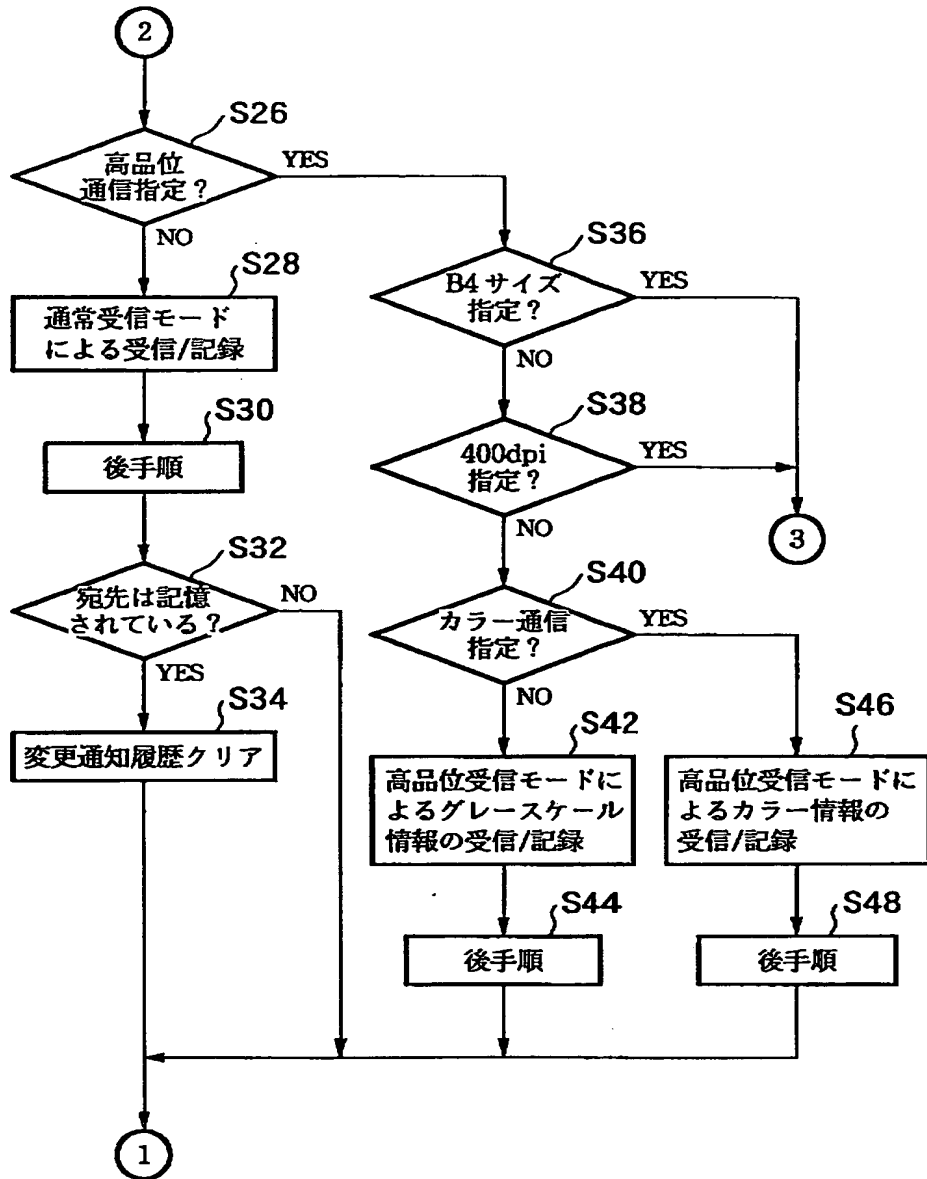 2
S26
高品位
通信指定？
YES
NO
S28
通常受信モード
による受信/記録
S30
後手順
S32
宛先は記憶
されている？
NO
YES
S34
変更通知履歴クリア
S36
B4サイズ
指定？
YES
NO
S38
400dpi
指定？
YES
NO
3
S40
カラー通信
指定？
YES
NO
S42
高品位受信モードに
よるグレースケール
情報の受信/記録
S44
後手順
S46
高品位受信モードに
よるカラー情報の
受信/記録
S48
後手順
1